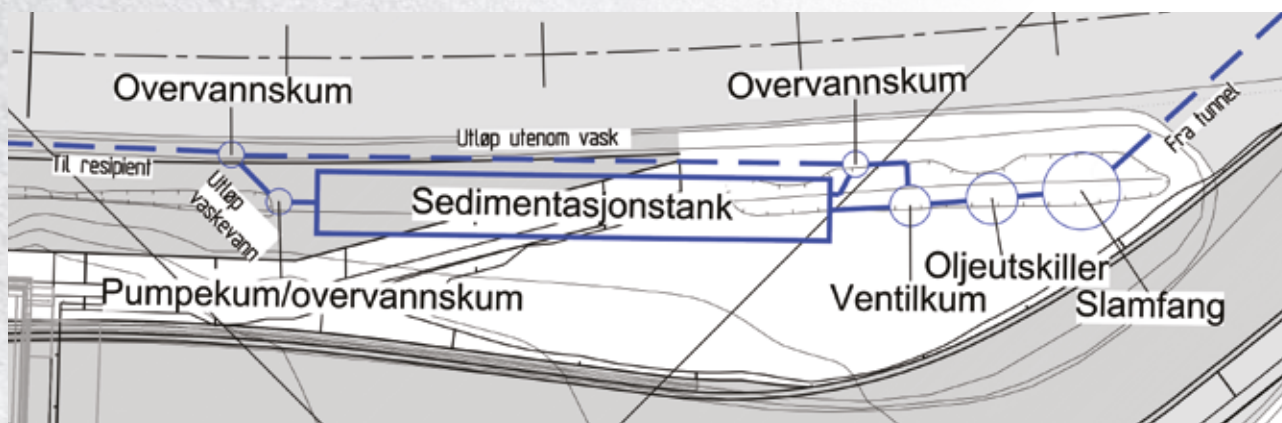 Overvannskum
Overvannskum
Utløp utenom vask
Fra tunnel
Til resipient
Utløp
vaskevann
Sedimentasjonstank
Oljeutskiller
Pumpekum/overvannskum
Ventilkum
Slamfang